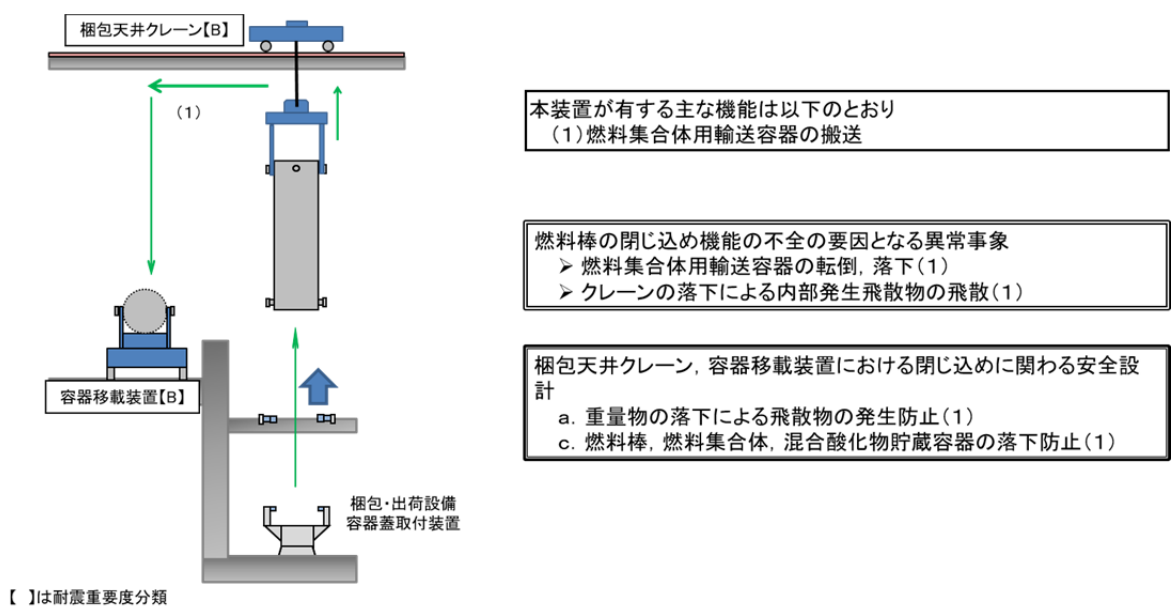 梱包天井クレーン【B】
(1)
容器移載装置【B】
梱包・出荷設備
容器蓋取付装置
【 】は耐震重要度分類
本装置が有する主な機能は以下のとおり
(1)燃料集合体用輸送容器の搬送
燃料棒の閉じ込め機能の不全の要因となる異常事象
➢ 燃料集合体用輸送容器の転倒，落下(1)
➢ クレーンの落下による内部発生飛散物の飛散(1)
梱包天井クレーン，容器移載装置における閉じ込めに関わる安全設
計
a. 重量物の落下による飛散物の発生防止(1)
c. 燃料棒，燃料集合体，混合酸化物貯蔵容器の落下防止(1)